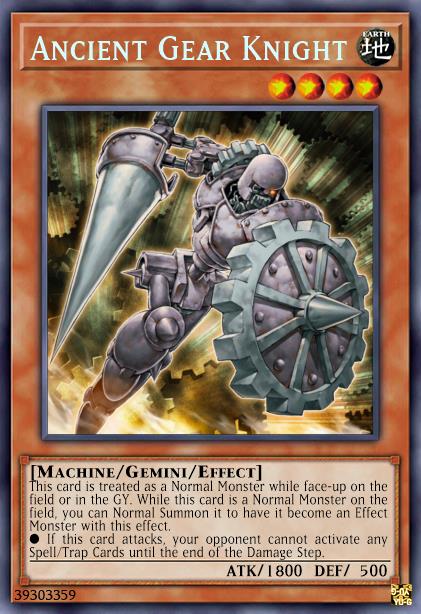 ANCIENT GEAR KNIGHT
EARTH
地
[MACHINE/GEMINI/EFFECT]
This card is treated as a Normal Monster while face-up on the
field or in the GY. While this card is a Normal Monster on the
field, you can Normal Summon it to have it become an Effect
Monster with this effect.
● If this card attacks, your opponent cannot activate any
Spell/Trap Cards until the end of the Damage Step.
ATK/1800 DEF/ 500
39303359